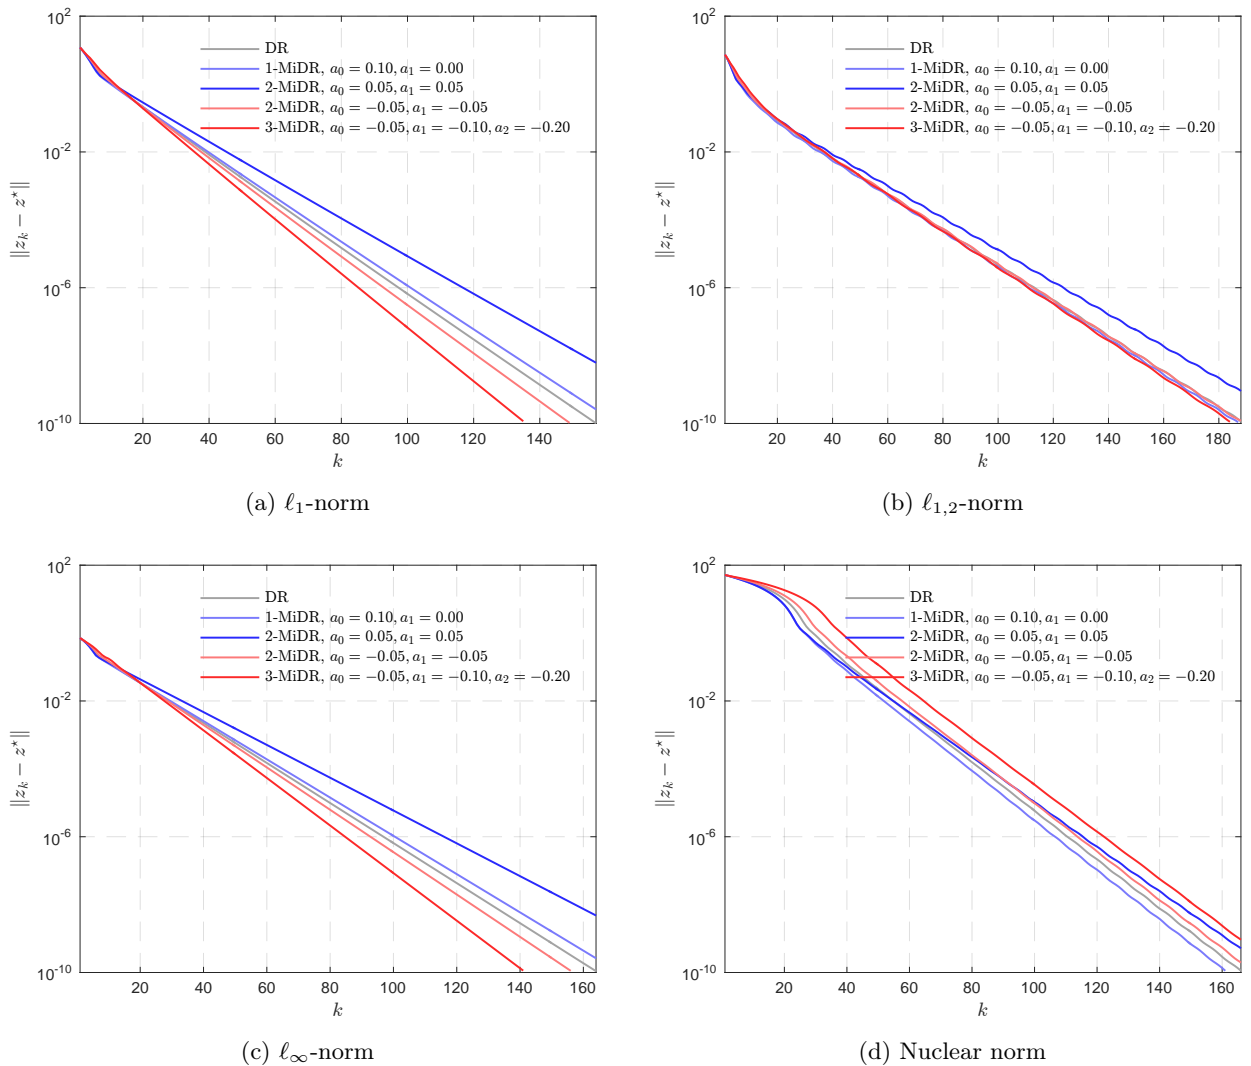 10^2
10^{-2}
10^{-6}
10^{-10}
‖z_k − z^⋆‖
DR
1-MiDR, a_0 = 0.10, a_1 = 0.00
2-MiDR, a_0 = 0.05, a_1 = 0.05
2-MiDR, a_0 = −0.05, a_1 = −0.05
3-MiDR, a_0 = −0.05, a_1 = −0.10, a_2 = −0.20
20 40 60 80 100 120 140
k
(a) ℓ_1-norm
10^2
10^{-2}
10^{-6}
10^{-10}
‖z_k − z^⋆‖
DR
1-MiDR, a_0 = 0.10, a_1 = 0.00
2-MiDR, a_0 = 0.05, a_1 = 0.05
2-MiDR, a_0 = −0.05, a_1 = −0.05
3-MiDR, a_0 = −0.05, a_1 = −0.10, a_2 = −0.20
20 40 60 80 100 120 140 160 180
k
(b) ℓ_{1,2}-norm
10^2
10^{-2}
10^{-6}
10^{-10}
‖z_k − z^⋆‖
DR
1-MiDR, a_0 = 0.10, a_1 = 0.00
2-MiDR, a_0 = 0.05, a_1 = 0.05
2-MiDR, a_0 = −0.05, a_1 = −0.05
3-MiDR, a_0 = −0.05, a_1 = −0.10, a_2 = −0.20
20 40 60 80 100 120 140 160
k
(c) ℓ_∞-norm
10^2
10^{-2}
10^{-6}
10^{-10}
‖z_k − z^⋆‖
DR
1-MiDR, a_0 = 0.10, a_1 = 0.00
2-MiDR, a_0 = 0.05, a_1 = 0.05
2-MiDR, a_0 = −0.05, a_1 = −0.05
3-MiDR, a_0 = −0.05, a_1 = −0.10, a_2 = −0.20
20 40 60 80 100 120 140 160
k
(d) Nuclear norm